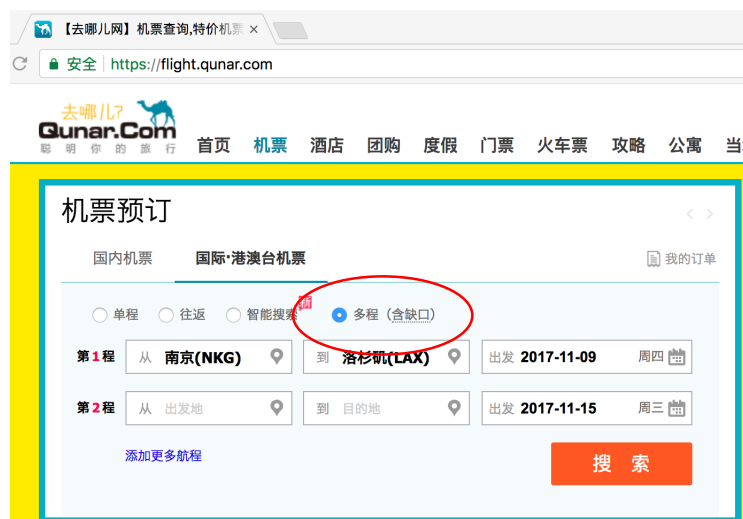 【去哪儿网】机票查询,特价机票
安全 https://flight.qunar.com
去哪儿?
Qunar.Com
聪明你的旅行
首页 机票 酒店 团购 度假 门票 火车票 攻略 公寓
机票预订
国内机票 国际·港澳台机票 我的订单
单程 往返 智能搜索 新 多程（含缺口）
第1程 从 南京(NKG) 到 洛杉矶(LAX) 出发 2017-11-09 周四
第2程 从 出发地 到 目的地 出发 2017-11-15 周三
添加更多航程
搜 索